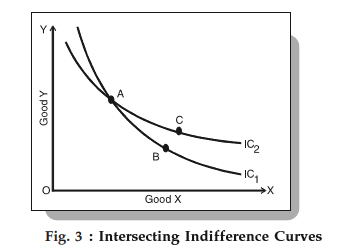 Y
A
Good Y
C
IC2
B
IC1
O
X
Good X
Fig. 3 : Intersecting Indifference Curves